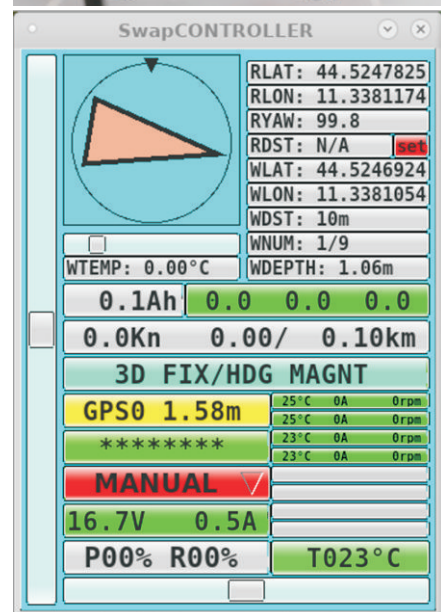 SwapCONTROLLER
RLAT: 44.5247825
RLON: 11.3381174
RYAW: 99.8
RDST: N/A set
WLAT: 44.5246924
WLON: 11.3381054
WDST: 10m
WNUM: 1/9
WTEMP: 0.00°C WDEPTH: 1.06m
0.1Ah 0.0 0.0 0.0
0.0Kn 0.00/ 0.10km
3D FIX/HDG MAGNT
GPS0 1.58m
25°C 0A 0rpm
25°C 0A 0rpm
********
23°C 0A 0rpm
23°C 0A 0rpm
MANUAL
16.7V 0.5A
P00% R00% T023°C